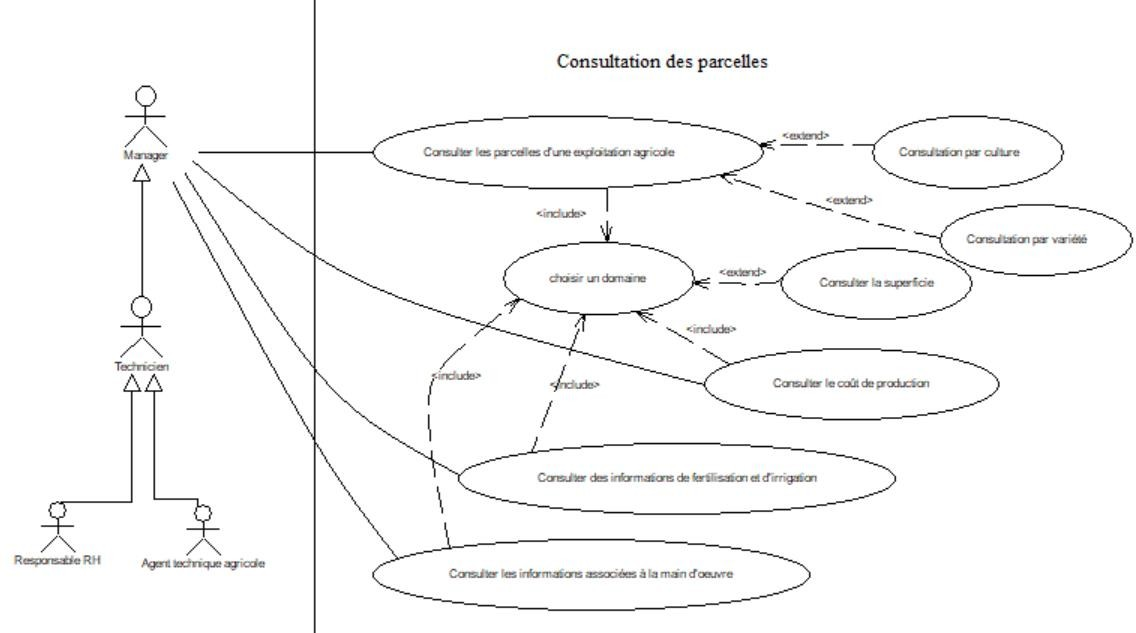 Consultation des parcelles
Manager
Consulter les parcelles d'une exploitation agricole
<extend>
Consultation par culture
<extend>
Consultation par variété
<include>
choisir un domaine
<extend>
Consulter la superficie
<include>
Consulter le coût de production
Technicien
<include>
<include>
Consulter des informations de fertilisation et d'irrigation
Responsable RH
Agent technique agricole
Consulter les informations associées à la main d'oeuvre